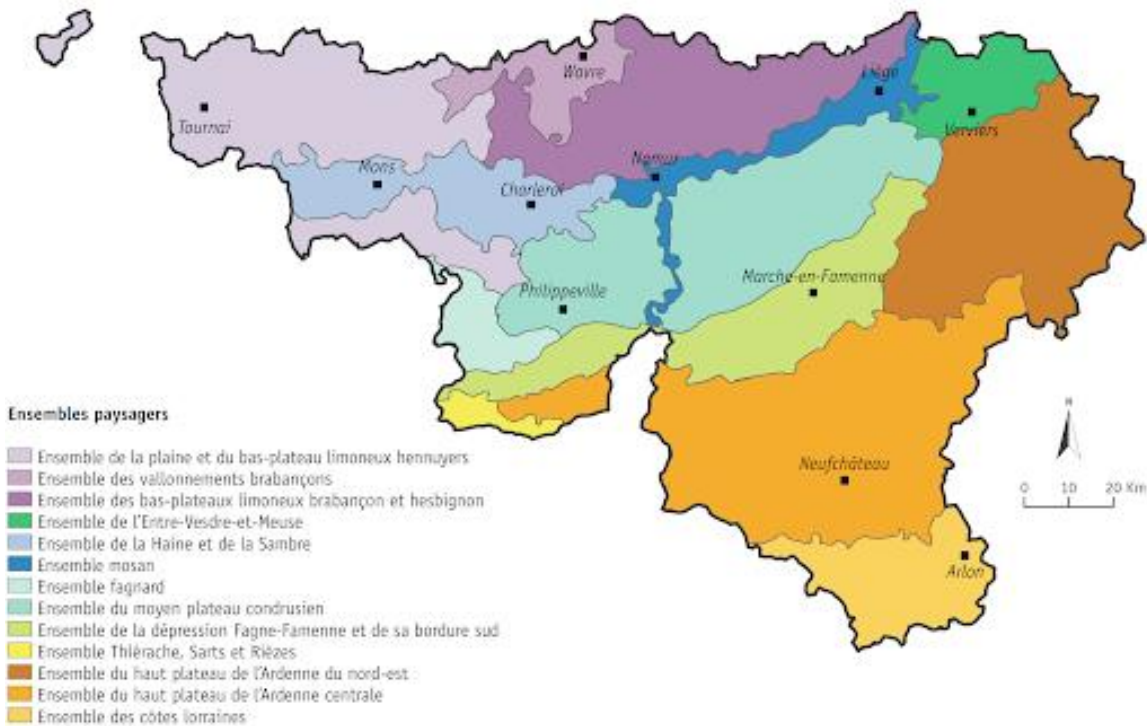 Wavre
Liège
Tournai
Verviers
Mons
Namur
Charleroi
Marche-en-Famenne
Philippeville
Ensembles paysagers
N
Ensemble de la plaine et du bas-plateau limoneux hennuyers
Neufchâteau
Ensemble des vallonnements brabançons
0 10 20 Km
Ensemble des bas-plateaux limoneux brabançon et hesbignon
Ensemble de l'Entre-Vesdre-et-Meuse
Ensemble de la Haine et de la Sambre
Ensemble mosan
Arlon
Ensemble fagnard
Ensemble du moyen plateau condrusien
Ensemble de la dépression Fagne-Famenne et de sa bordure sud
Ensemble Thiérache, Sarts et Rièzes
Ensemble du haut plateau de l'Ardenne du nord-est
Ensemble du haut plateau de l'Ardenne centrale
Ensemble des côtes lorraines